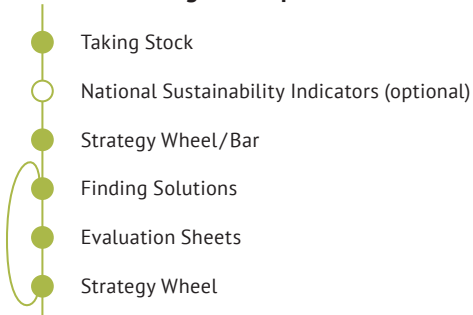 Taking Stock
National Sustainability Indicators (optional)
Strategy Wheel/Bar
Finding Solutions
Evaluation Sheets
Strategy Wheel